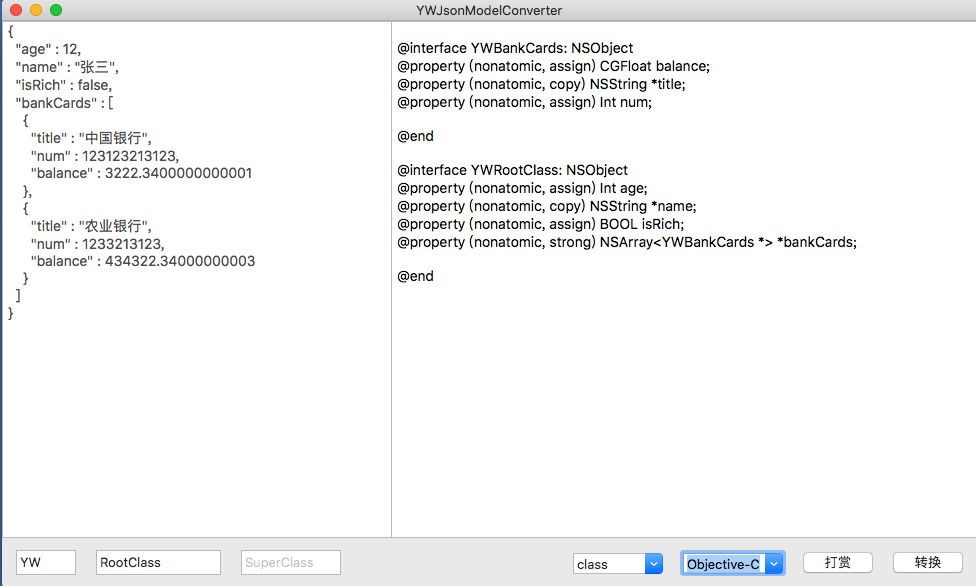 YWJsonModelConverter
{
"age" : 12,
"name" : "张三",
"isRich" : false,
"bankCards" : [
{
"title" : "中国银行",
"num" : 123123213123,
"balance" : 3222.3400000000001
},
{
"title" : "农业银行",
"num" : 1233213123,
"balance" : 434322.34000000003
}
]
}
@interface YWBankCards: NSObject
@property (nonatomic, assign) CGFloat balance;
@property (nonatomic, copy) NSString *title;
@property (nonatomic, assign) Int num;
@end
@interface YWRootClass: NSObject
@property (nonatomic, assign) Int age;
@property (nonatomic, copy) NSString *name;
@property (nonatomic, assign) BOOL isRich;
@property (nonatomic, strong) NSArray<YWBankCards *> *bankCards;
@end
YW
RootClass
SuperClass
class
Objective-C
打赏
转换